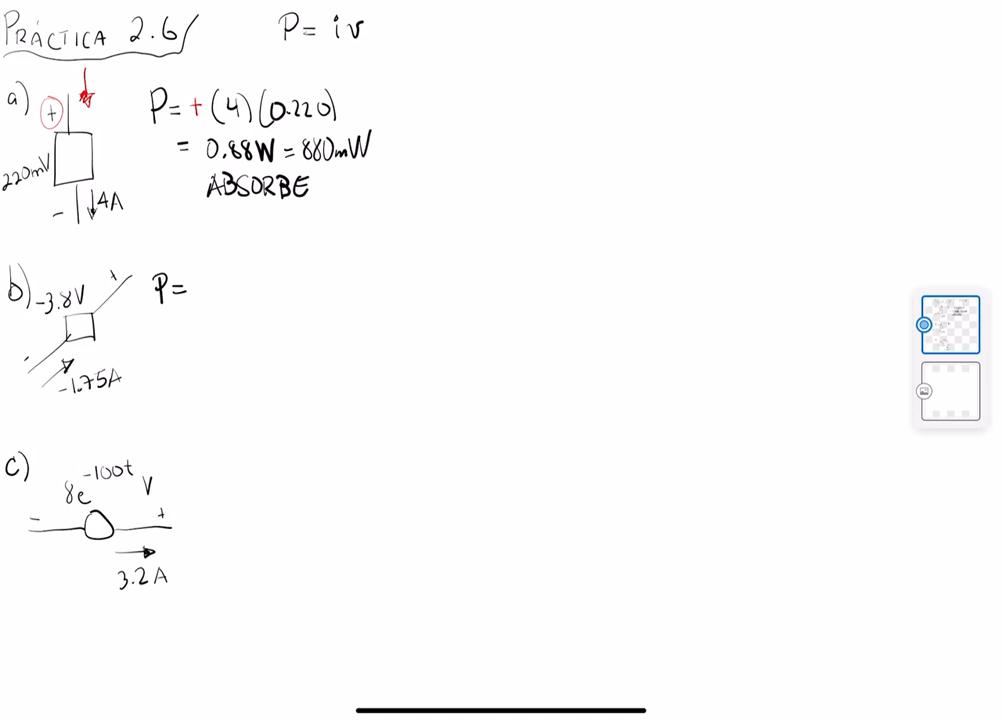 PRÁCTICA 2.6/
P= iv
a)
+
220mV
-
4A
P= + (4)(0.220)
= 0.88W = 880mW
ABSORBE
b)
-3.8V
+
-
-1.75A
P=
c)
8e^-100t V
-
+
3.2A